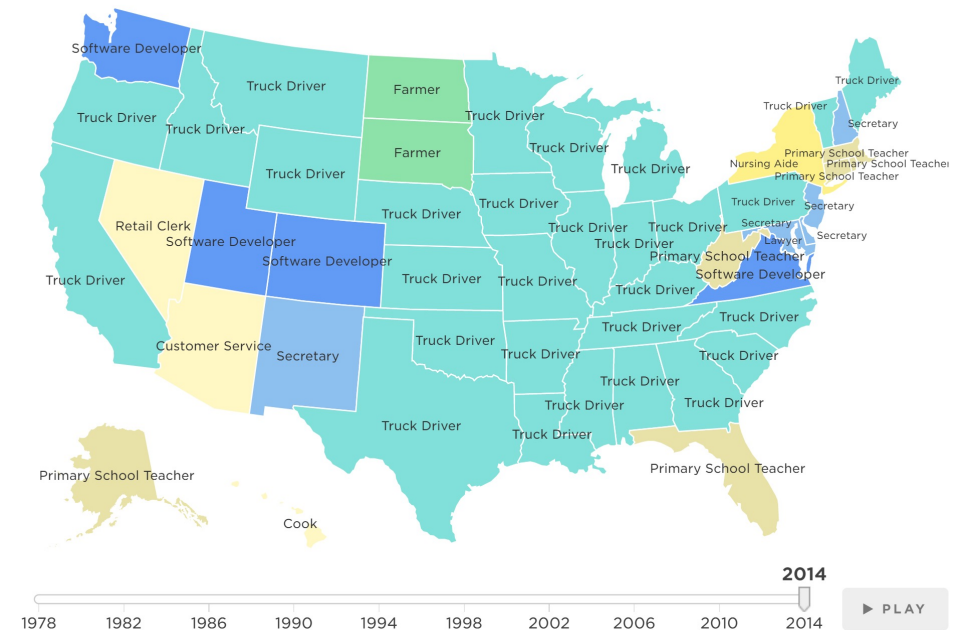 Software Developer
Truck Driver
Farmer
Truck Driver
Truck Driver
Truck Driver
Truck Driver
Truck Driver
Truck Driver
Secretary
Farmer
Truck Driver
Primary School Teacher
Nursing Aide
Primary School Teacher
Truck Driver
Truck Driver
Primary School Teacher
Truck Driver
Truck Driver
Secretary
Truck Driver
Retail Clerk
Truck Driver
Truck Driver
Secretary
Secretary
Software Developer
Truck Driver
Lawyer
Primary School Teacher
Software Developer
Software Developer
Truck Driver
Truck Driver
Truck Driver
Truck Driver
Truck Driver
Truck Driver
Truck Driver
Customer Service
Secretary
Truck Driver
Truck Driver
Truck Driver
Truck Driver
Truck Driver
Truck Driver
Truck Driver
Truck Driver
Primary School Teacher
Primary School Teacher
Cook
2014
1978 1982 1986 1990 1994 1998 2002 2006 2010 2014
PLAY